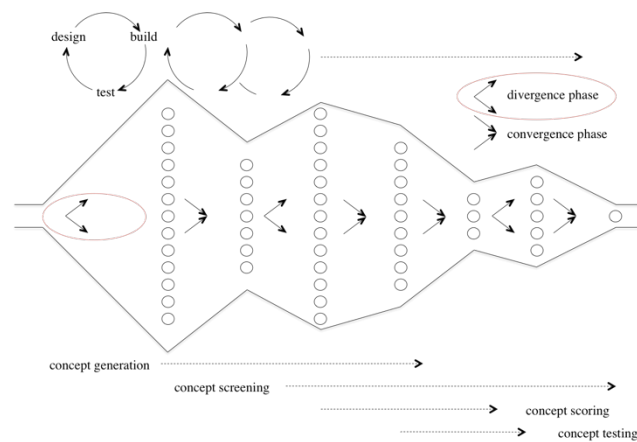 design
build
test
divergence phase
convergence phase
concept generation
concept screening
concept scoring
concept testing